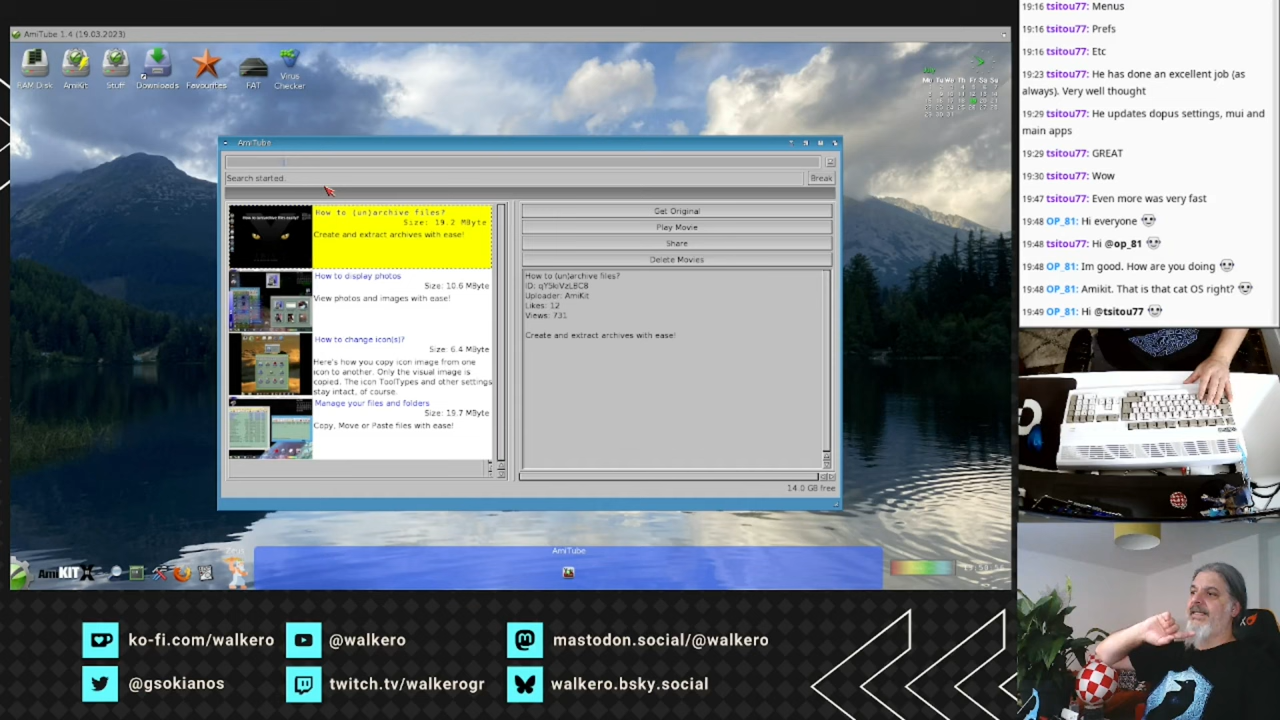 AmiTube 1.4 (19.03.2023)
RAM Disk
AmiKit
Stuff
Downloads
Favourites
FAT
Virus
Checker
Mo Tu We Th Fr Sa Su
AmiTube
Search started.
Break
How to (un)archive files?
Size: 19.2 MByte
Create and extract archives with ease!
How to display photos
Size: 10.6 MByte
View photos and images with ease!
How to change icon(s)?
Size: 6.4 MByte
Here's how you copy icon image from one
icon to another. Only the visual image is
copied. The icon ToolTypes and other settings
stay intact, of course.
Manage your files and folders
Size: 19.7 MByte
Copy, Move or Paste files with ease!
Get Original
Play Movie
Share
Delete Movies
How to (un)archive files?
Uploader: AmiKit
Likes: 12
Views: 731
Create and extract archives with ease!
14.0 GB free
AmiTube
AmiKIT X
19:16 tsitou77: Menus
19:16 tsitou77: Prefs
19:16 tsitou77: Etc
19:23 tsitou77: He has done an excellent job (as
always). Very well thought
19:29 tsitou77: He updates dopus settings, mui and
main apps
19:29 tsitou77: GREAT
19:30 tsitou77: Wow
19:47 tsitou77: Even more was very fast
19:48 OP_81: Hi everyone
19:48 tsitou77: Hi @op_81
19:48 OP_81: Im good. How are you doing
19:48 OP_81: Amikit. That is that cat OS right?
19:49 OP_81: Hi @tsitou77
ko-fi.com/walkero
@walkero
mastodon.social/@walkero
@gsokianos
twitch.tv/walkerogr
walkero.bsky.social